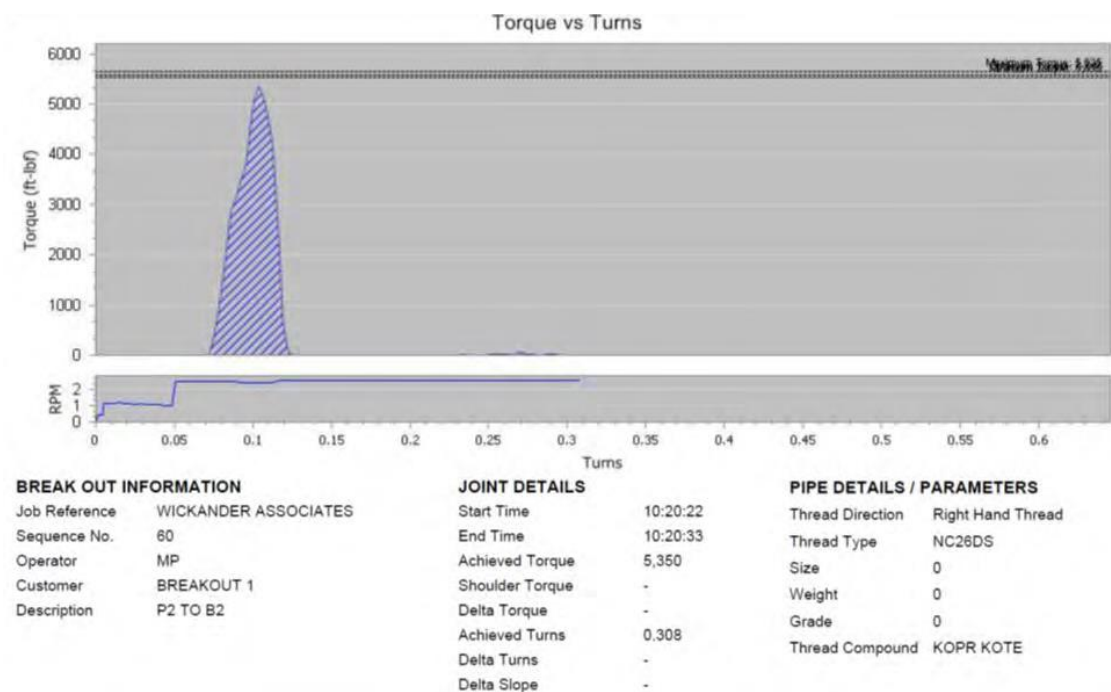 Torque vs Turns
6000
5000
4000
3000
2000
1000
0
Torque (ft-lbf)
2
1
0
RPM
0 0.05 0.1 0.15 0.2 0.25 0.3 0.35 0.4 0.45 0.5 0.55 0.6
Turns
BREAK OUT INFORMATION
Job Reference WICKANDER ASSOCIATES
Sequence No. 60
Operator MP
Customer BREAKOUT 1
Description P2 TO B2
JOINT DETAILS
Start Time 10:20:22
End Time 10:20:33
Achieved Torque 5,350
Shoulder Torque -
Delta Torque -
Achieved Turns 0.308
Delta Turns -
Delta Slope -
PIPE DETAILS / PARAMETERS
Thread Direction Right Hand Thread
Thread Type NC26DS
Size 0
Weight 0
Grade 0
Thread Compound KOPR KOTE